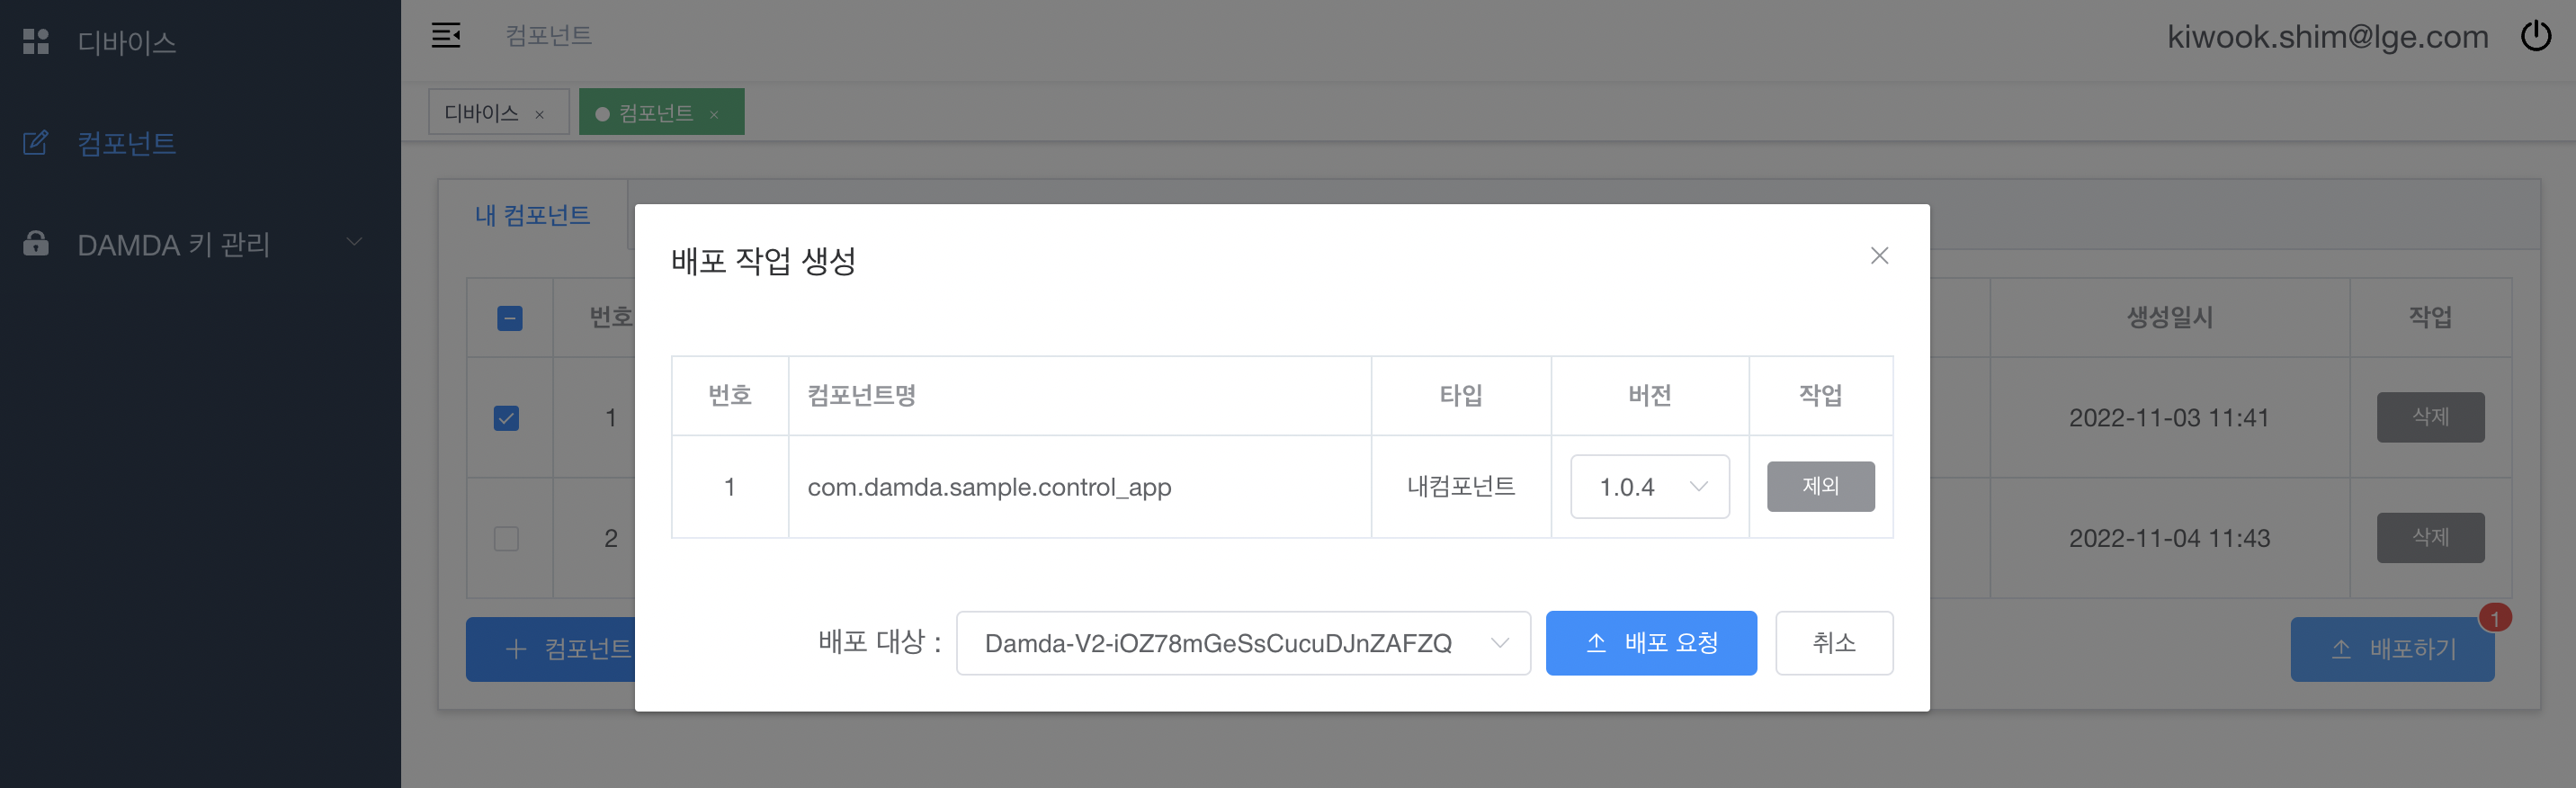 디바이스
컴포넌트
DAMDA 키 관리
컴포넌트
kiwook.shim@lge.com
디바이스 ×
컴포넌트 ×
내 컴포넌트
번호 생성일시 작업
1 2022-11-03 11:41 삭제
2 2022-11-04 11:43 삭제
+ 컴포넌트
배포하기 1
배포 작업 생성
번호 컴포넌트명 타입 버전 작업
1 com.damda.sample.control_app 내컴포넌트 1.0.4 제외
배포 대상 : Damda-V2-iOZ78mGeSsCucuDJnZAFZQ 배포 요청 취소